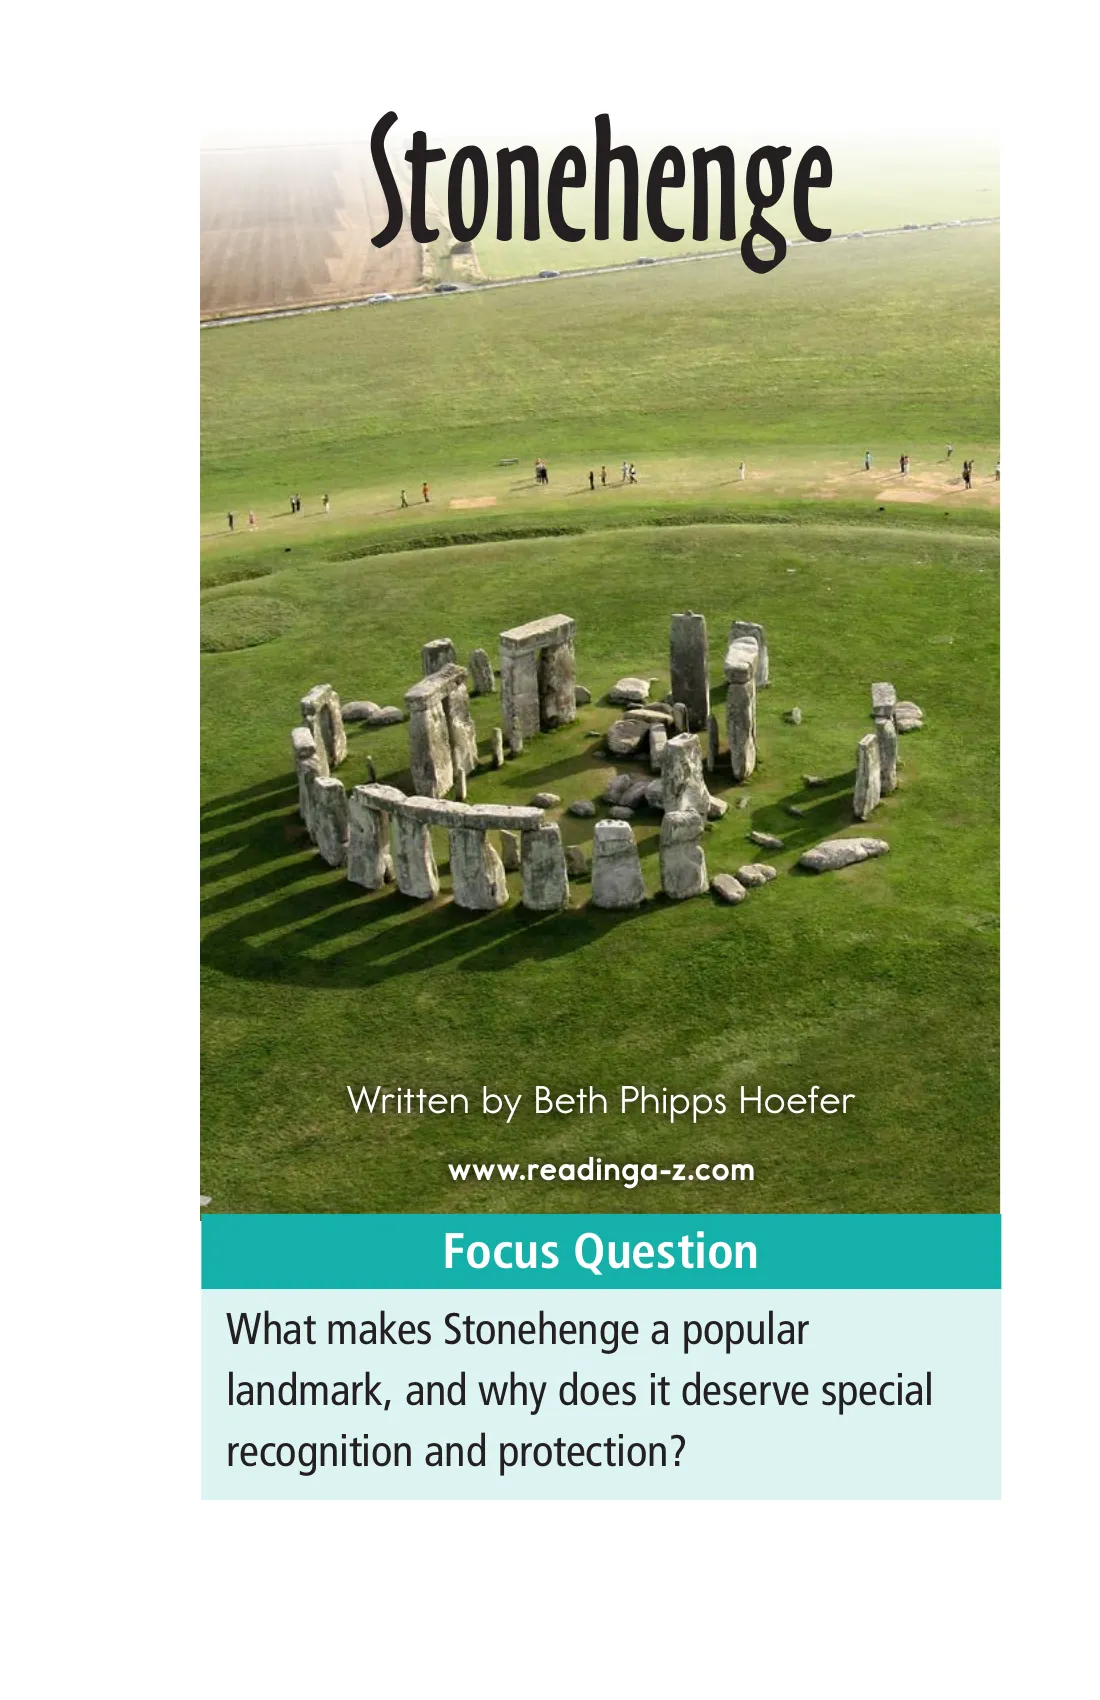 Stonehenge
Written by Beth Phipps Hoefer
www.readinga-z.com
Focus Question
What makes Stonehenge a popular
landmark, and why does it deserve special
recognition and protection?